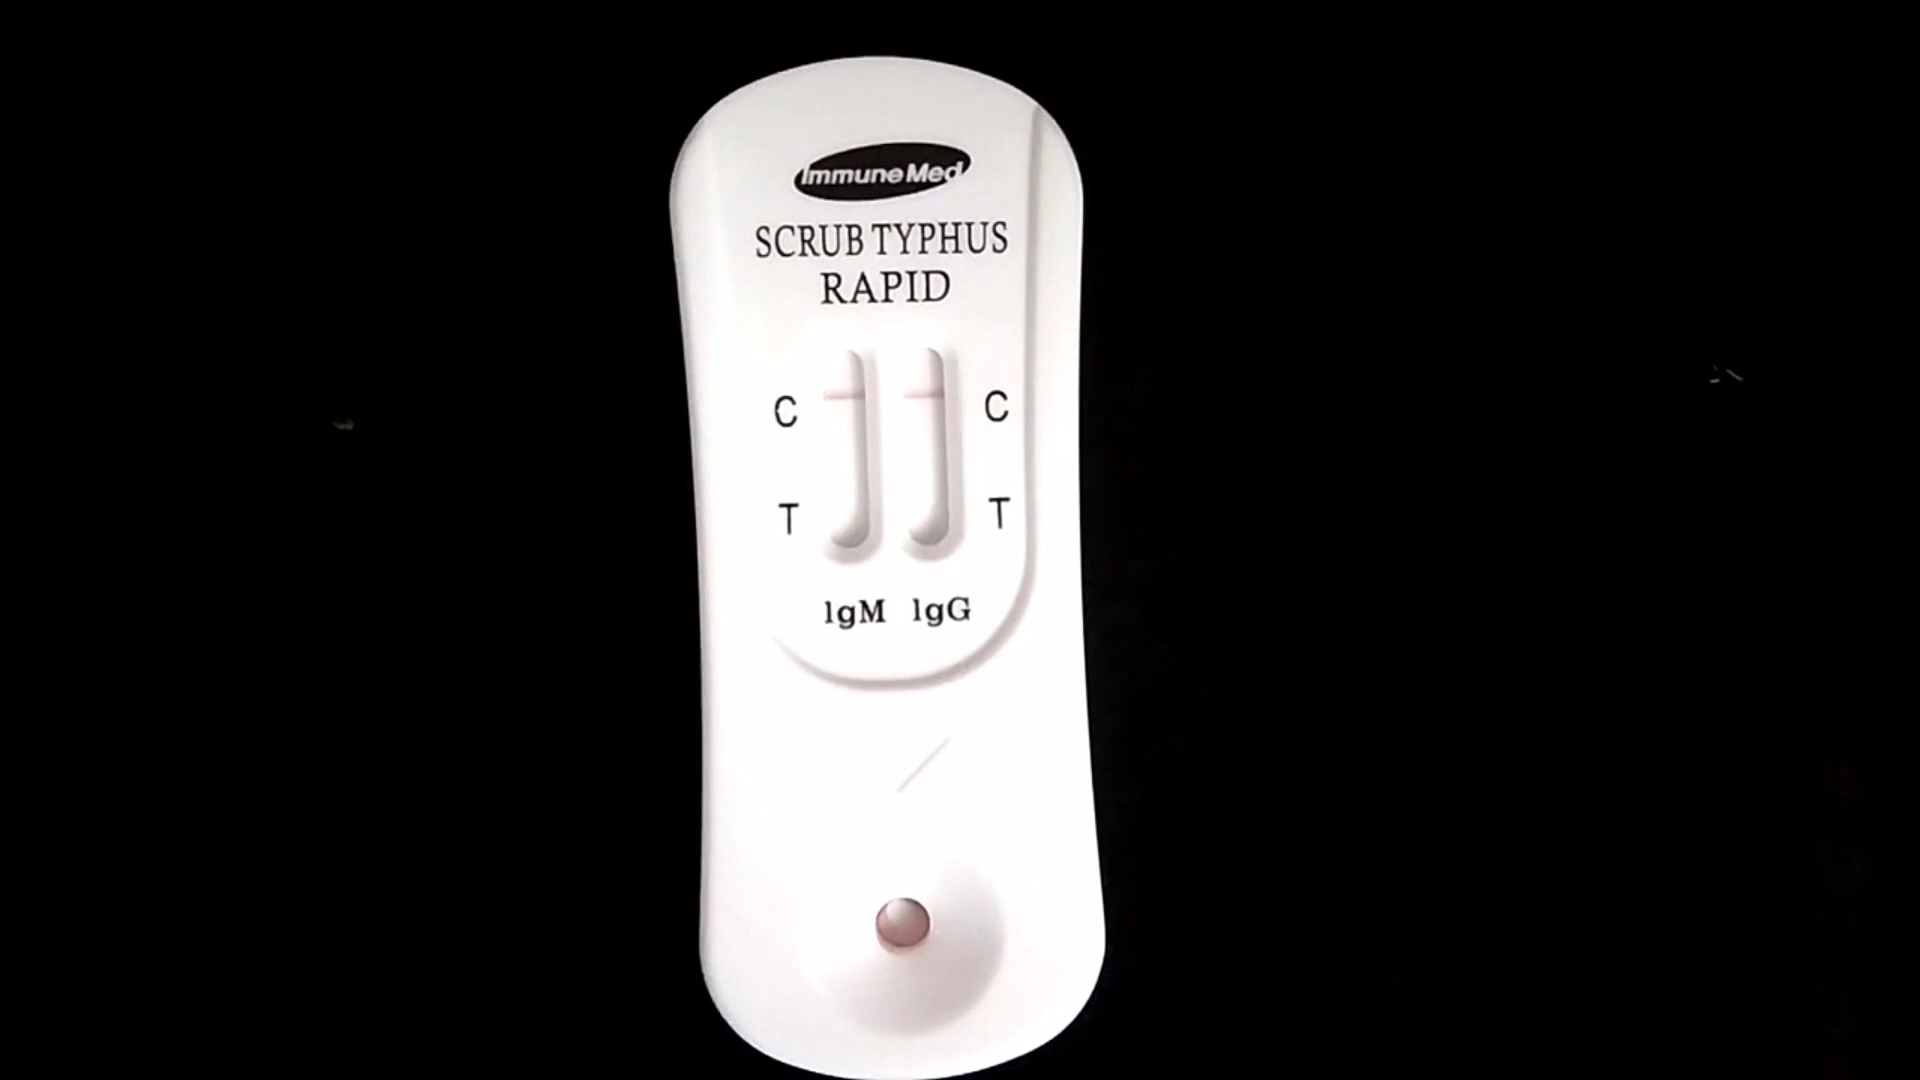 ImmuneMed
SCRUB TYPHUS
RAPID
C C
T T
lgM lgG